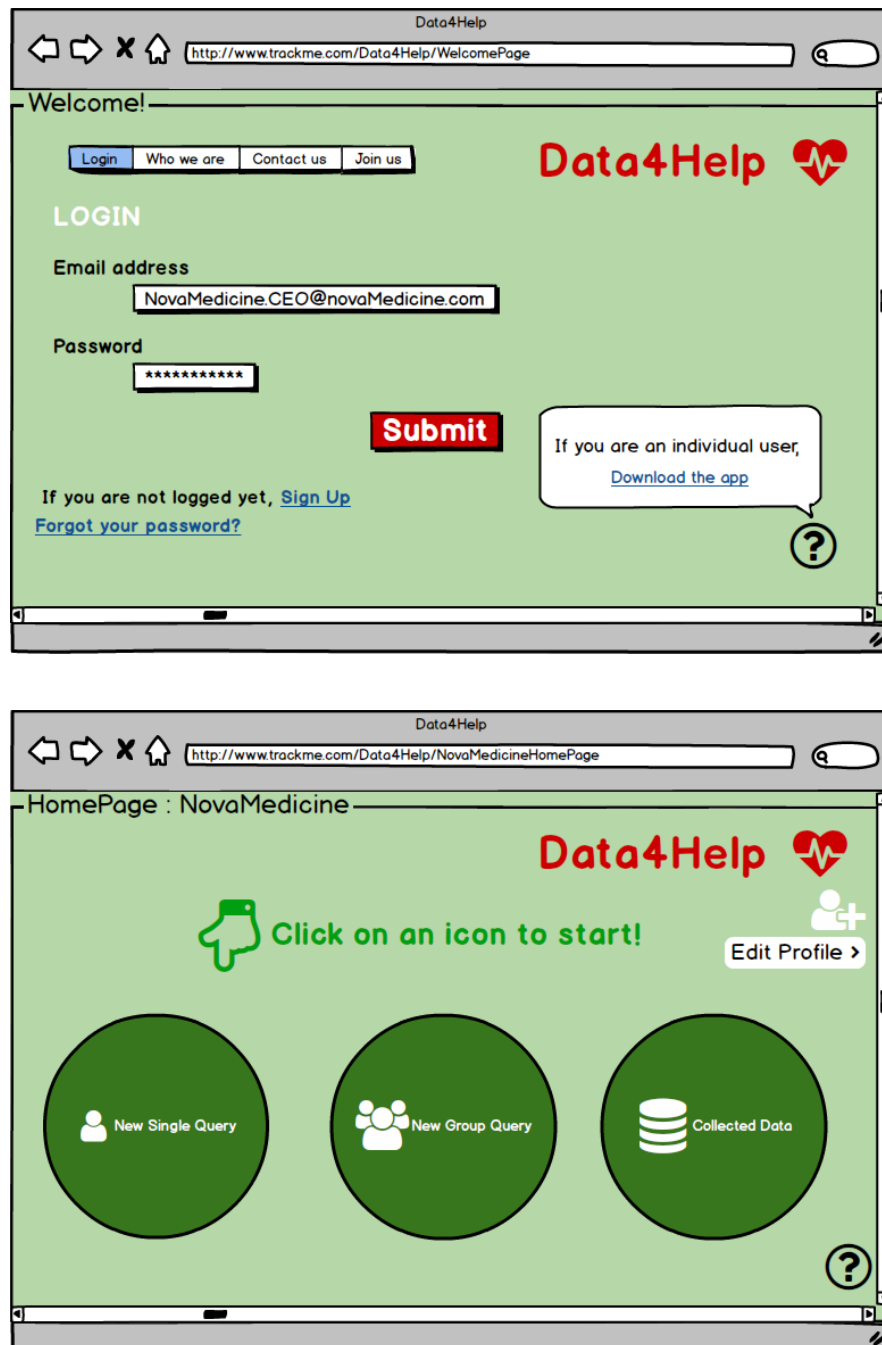 Data4Help
http://www.trackme.com/Data4Help/WelcomePage
Welcome!
Login Who we are Contact us Join us
Data4Help
LOGIN
Email address
NovaMedicine.CEO@novaMedicine.com
Password
***********
Submit
If you are an individual user,
Download the app
If you are not logged yet, Sign Up
Forgot your password?
?
Data4Help
http://www.trackme.com/Data4Help/NovaMedicineHomePage
HomePage : NovaMedicine
Data4Help
Click on an icon to start!
Edit Profile >
New Single Query
New Group Query
Collected Data
?